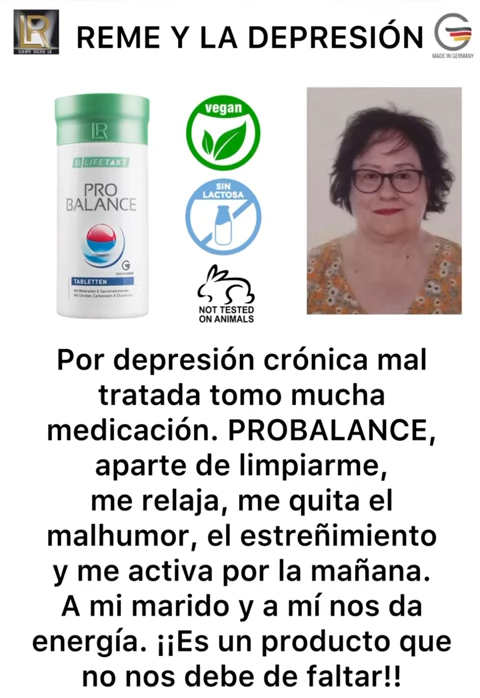 LR
REME Y LA DEPRESIÓN
MADE IN GERMANY
LR
LIFETAKT
PRO
BALANCE
TABLETTEN
vegan
SIN
LACTOSA
NOT TESTED
ON ANIMALS
Por depresión crónica mal
tratada tomo mucha
medicación. PROBALANCE,
aparte de limpiarme,
me relaja, me quita el
malhumor, el estreñimiento
y me activa por la mañana.
A mi marido y a mí nos da
energía. ¡¡Es un producto que
no nos debe de faltar!!